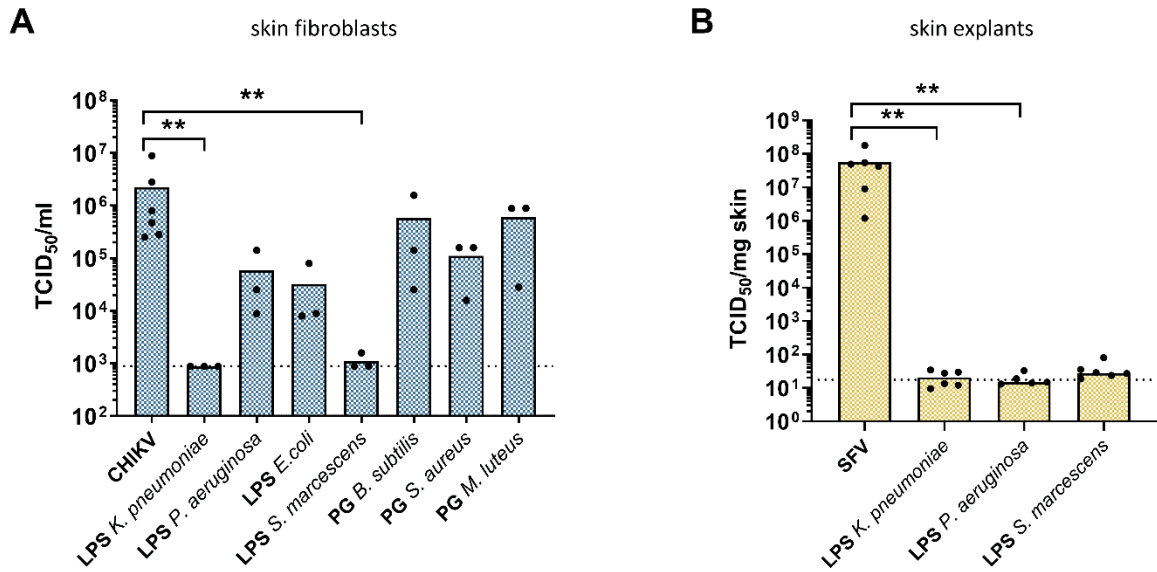 A
skin fibroblasts
**
**
10⁸
10⁷
10⁶
10⁵
10⁴
10³
10²
TCID₅₀/ml
CHIKV
LPS K. pneumoniae
LPS P. aeruginosa
LPS E.coli
LPS S. marcescens
PG B. subtilis
PG S. aureus
PG M. luteus
B
skin explants
**
**
10⁹
10⁸
10⁷
10⁶
10⁵
10⁴
10³
10²
10¹
10⁰
TCID₅₀/mg skin
SFV
LPS K. pneumoniae
LPS P. aeruginosa
LPS S. marcescens